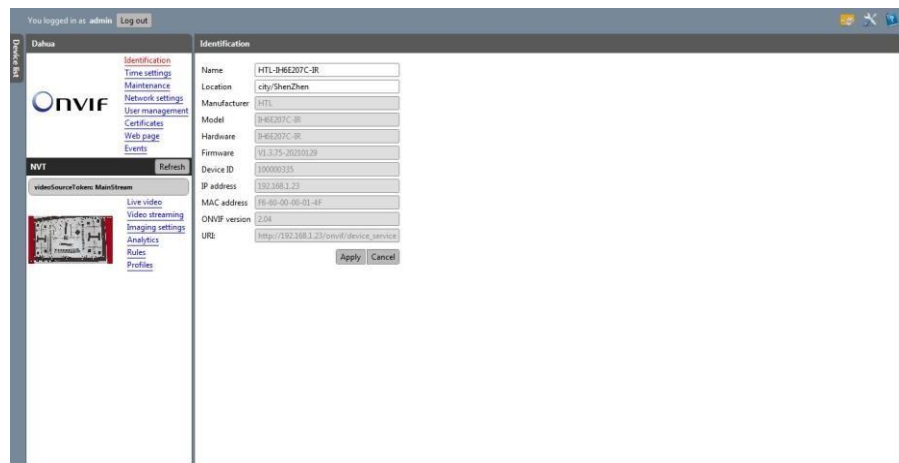 You logged in as admin Log out
Device list
Dahua
ONVIF
Identification
Time settings
Maintenance
Network settings
User management
Certificates
Web page
Events
NVT Refresh
videoSourceToken: MainStream
Live video
Video streaming
Imaging settings
Analytics
Rules
Profiles
Identification
Name HTL-IH6E207C-IR
Location city/ShenZhen
Manufacturer HTL
Model IH6E207C-IR
Hardware IH6E207C-IR
Firmware V1.3.75-20210129
Device ID 100000335
IP address 192.168.1.23
MAC address F6-60-00-00-01-4F
ONVIF version 2.04
URI: http://192.168.1.23/onvif/device_service
Apply Cancel